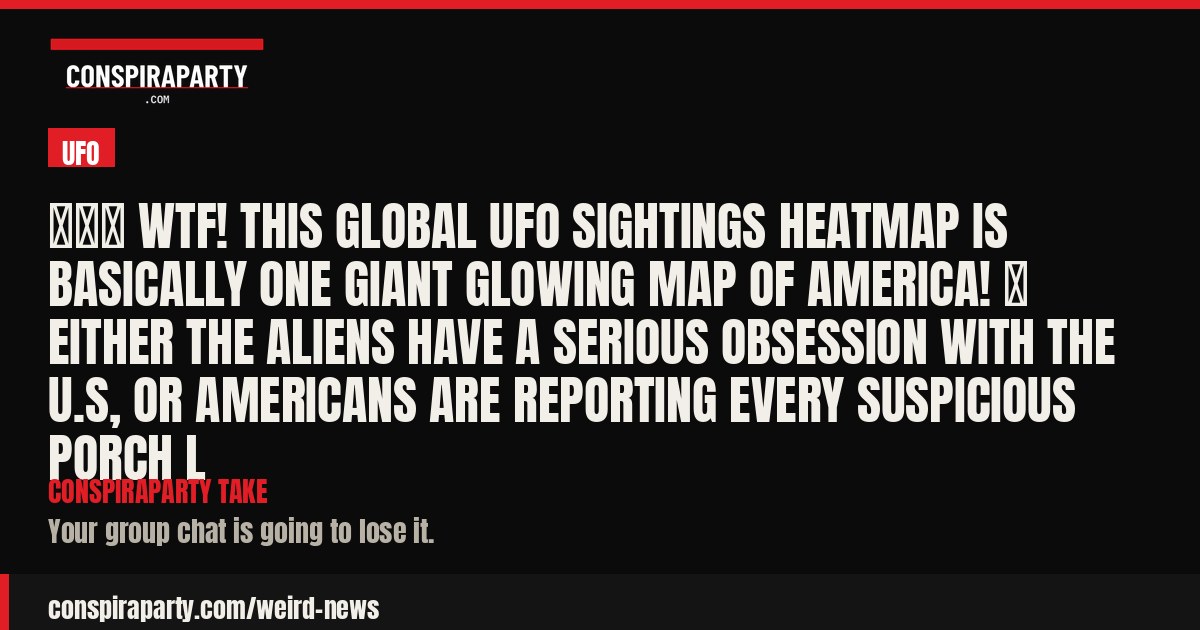 CONSPIRAPARTY
.COM
UFO
WTF! THIS GLOBAL UFO SIGHTINGS HEATMAP IS
BASICALLY ONE GIANT GLOWING MAP OF AMERICA!
EITHER THE ALIENS HAVE A SERIOUS OBSESSION WITH THE
U.S, OR AMERICANS ARE REPORTING EVERY SUSPICIOUS
PORCH L
CONSPIRAPARTY TAKE
Your group chat is going to lose it.
conspiraparty.com/weird-news